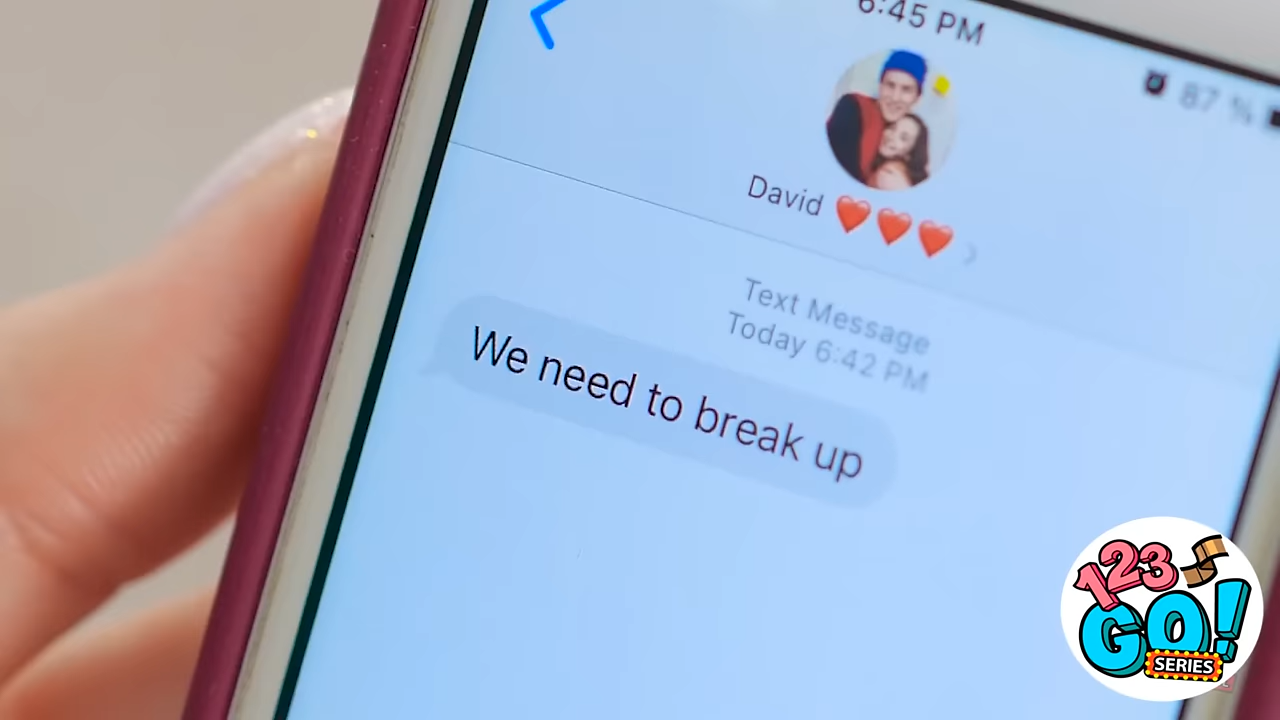 6:45 PM
87 %
David ❤️❤️❤️
Text Message
Today 6:42 PM
We need to break up
123
GO!
SERIES